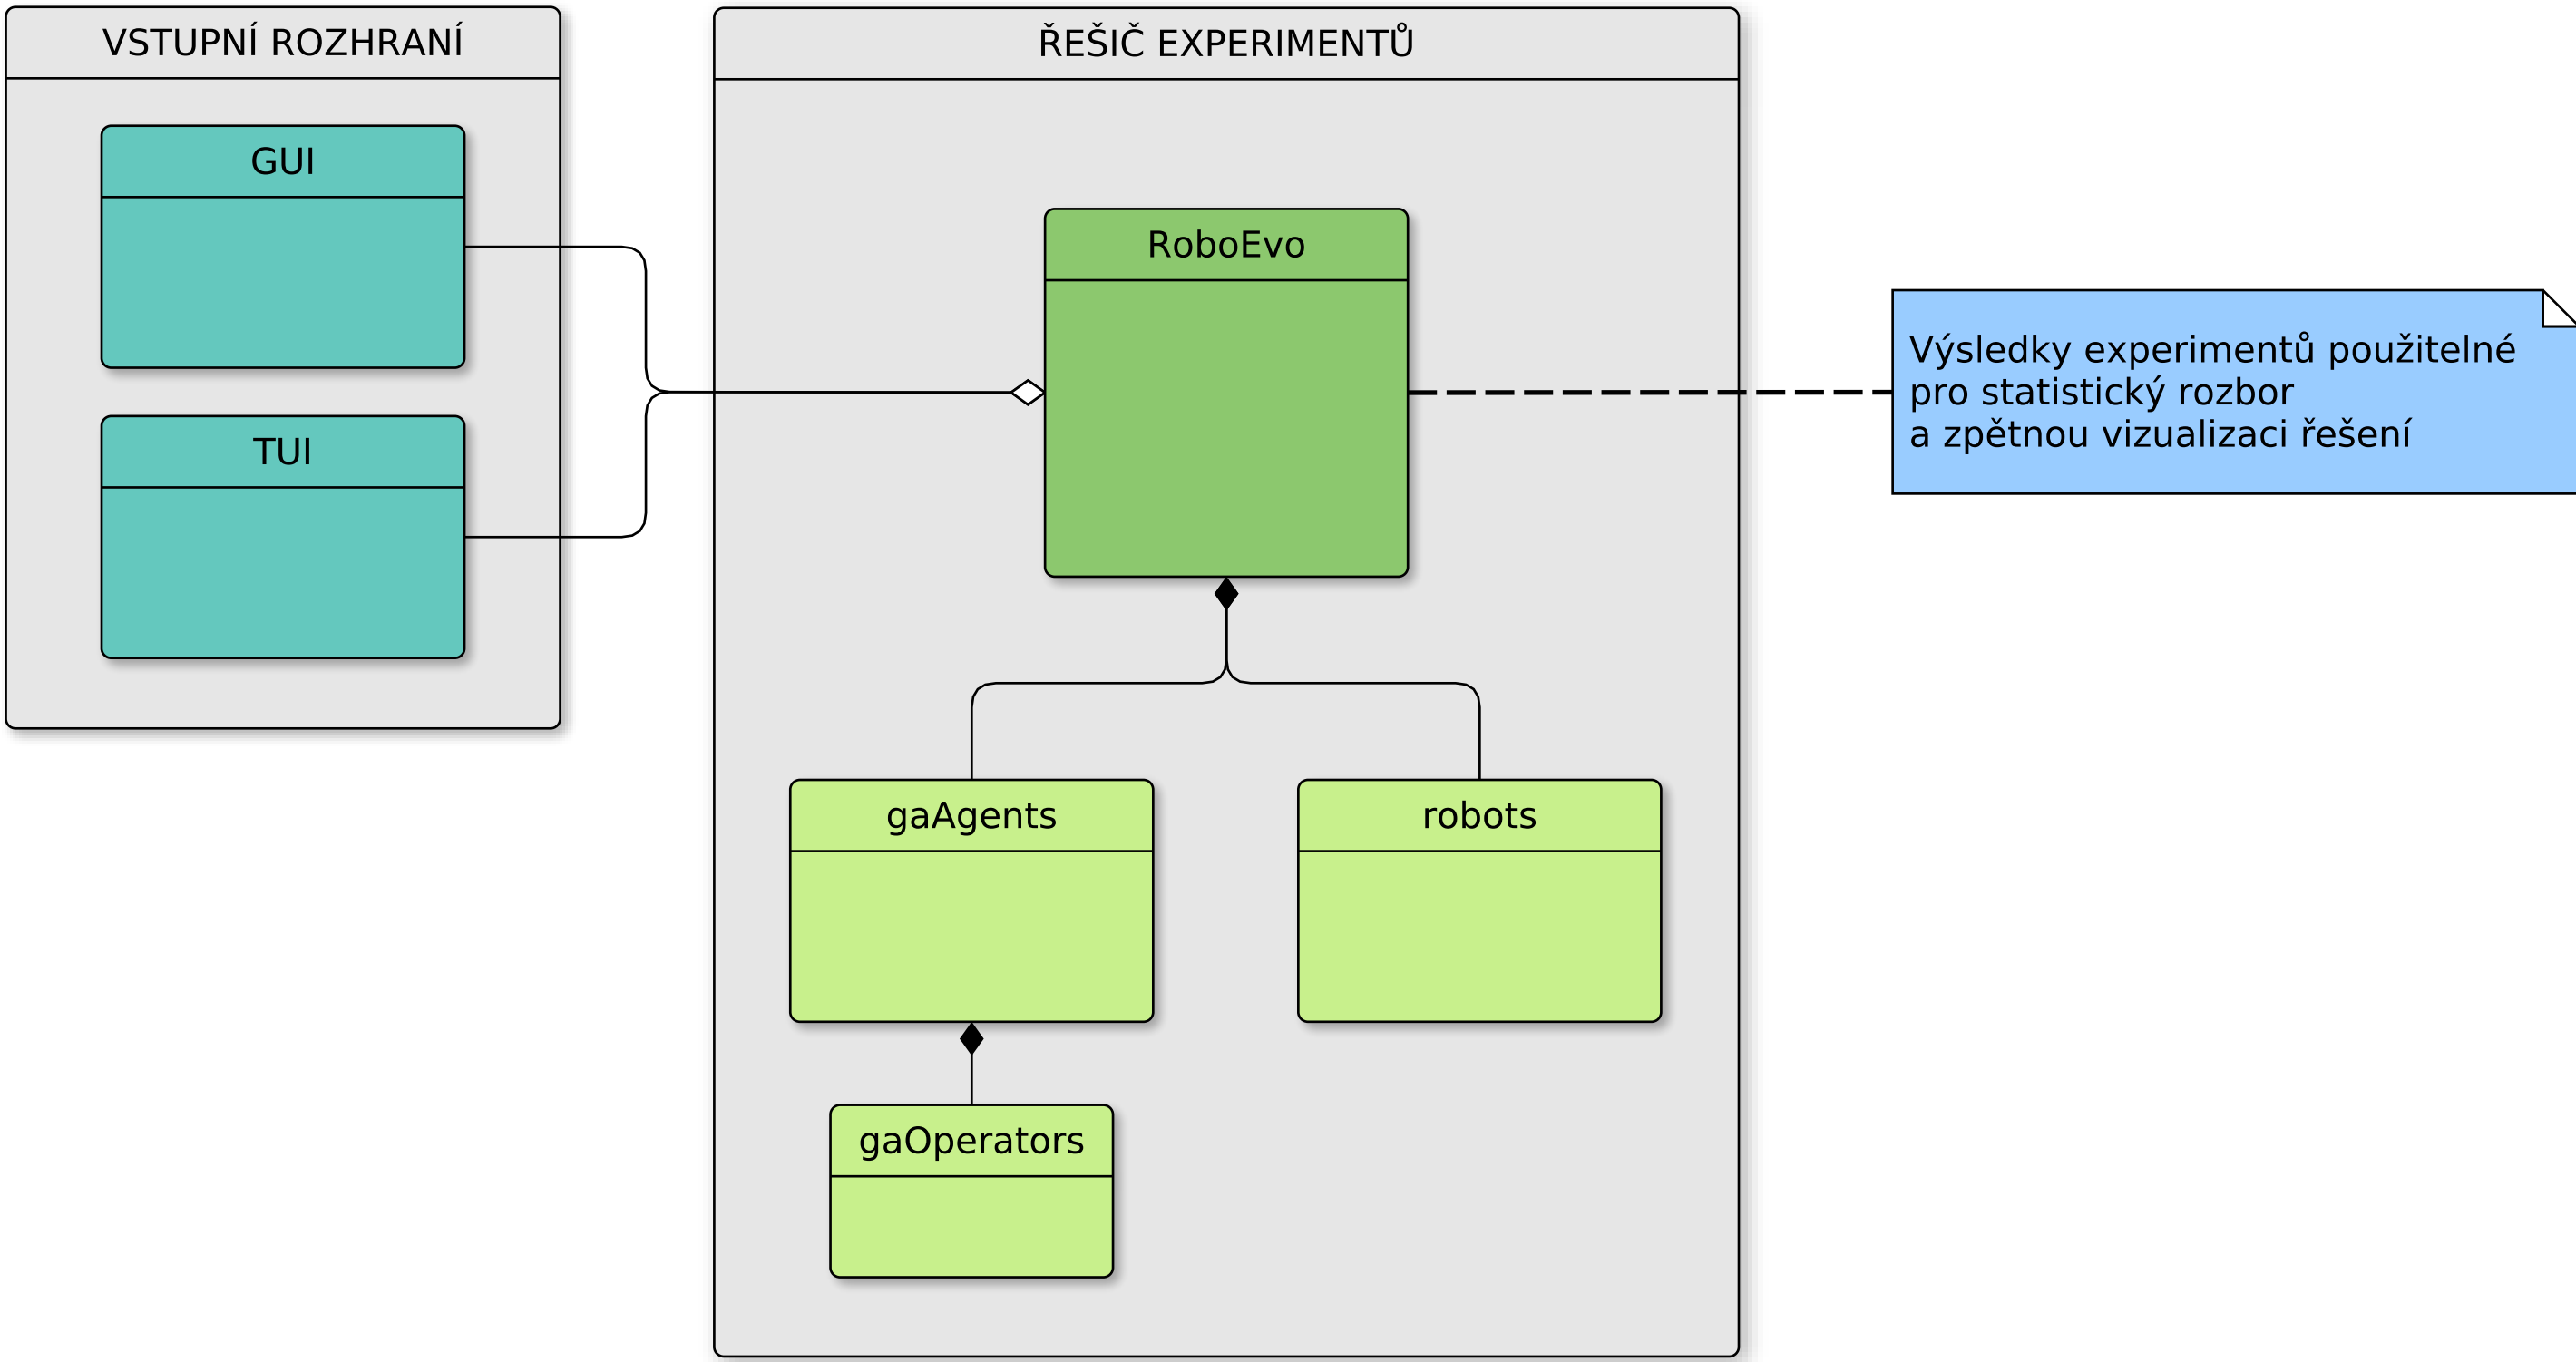 VSTUPNÍ ROZHRANÍ
GUI
TUI
ŘEŠIČ EXPERIMENTŮ
RoboEvo
gaAgents
robots
gaOperators
Výsledky experimentů použitelné
pro statistický rozbor
a zpětnou vizualizaci řešení